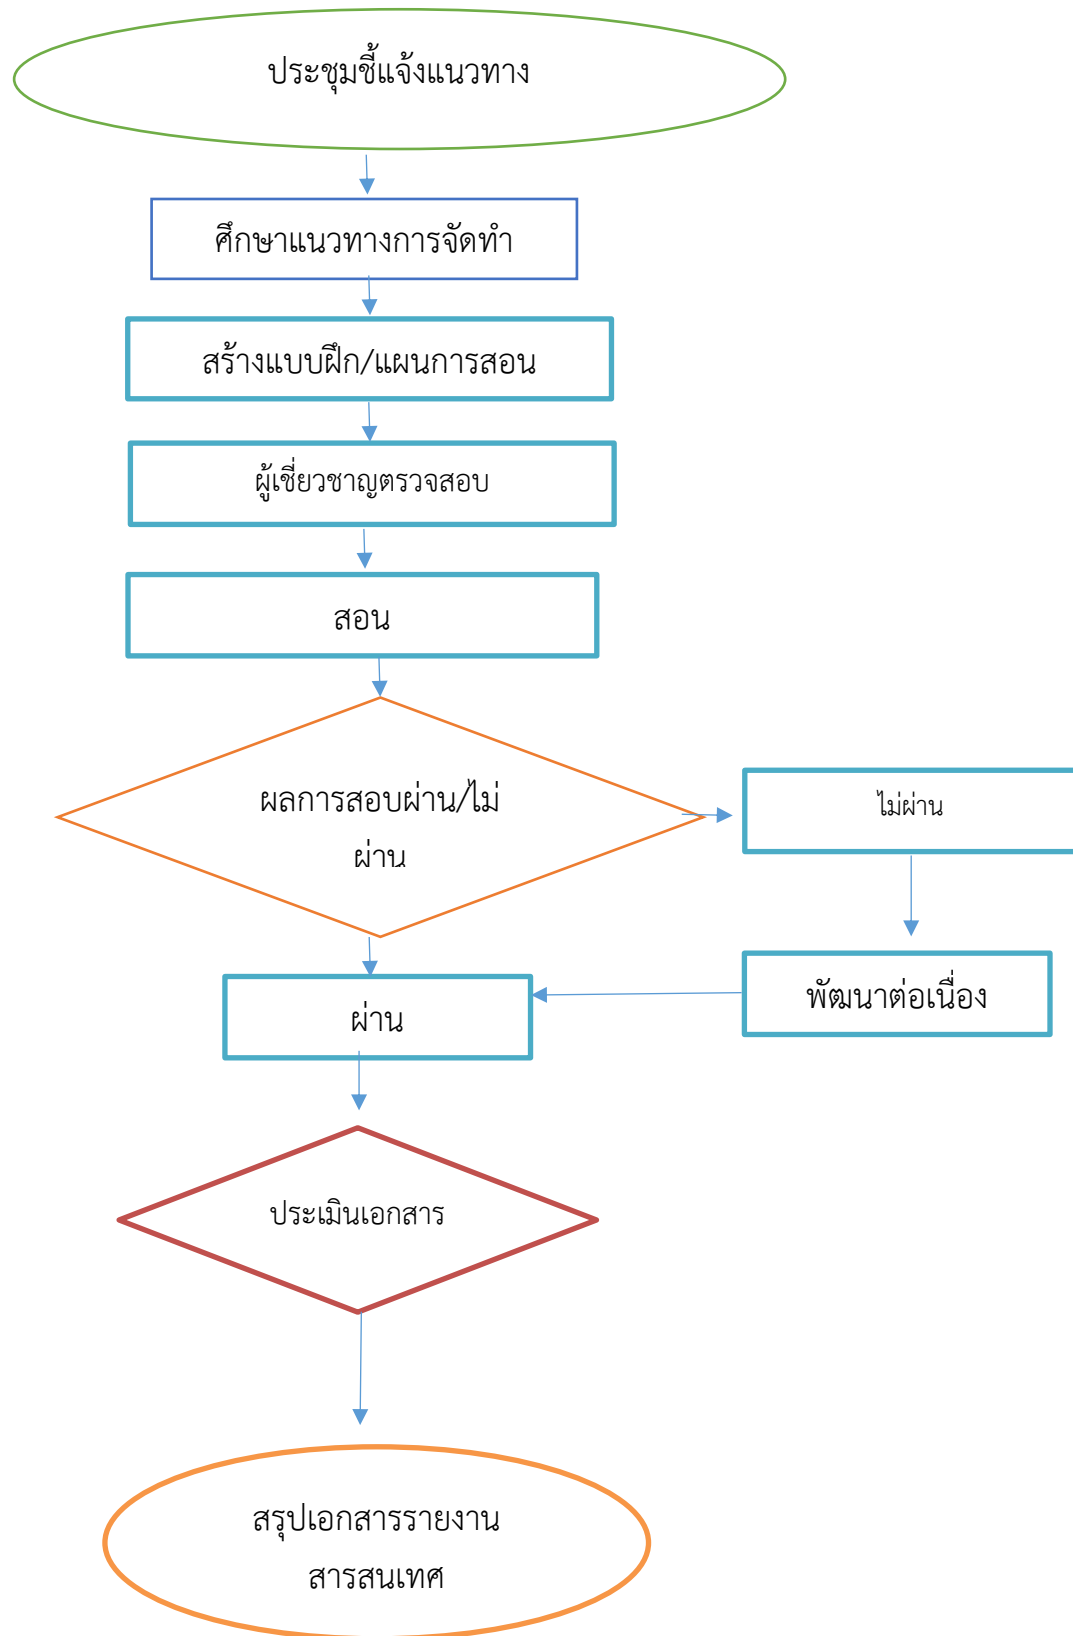 ประชุมชี้แจ้งแนวทาง
ศึกษาแนวทางการจัดทำ
สร้างแบบฝึก/แผนการสอน
ผู้เชี่ยวชาญตรวจสอบ
สอน
ผลการสอบผ่าน/ไม่
ผ่าน
ไม่ผ่าน
พัฒนาต่อเนื่อง
ผ่าน
ประเมินเอกสาร
สรุปเอกสารรายงาน
สารสนเทศ